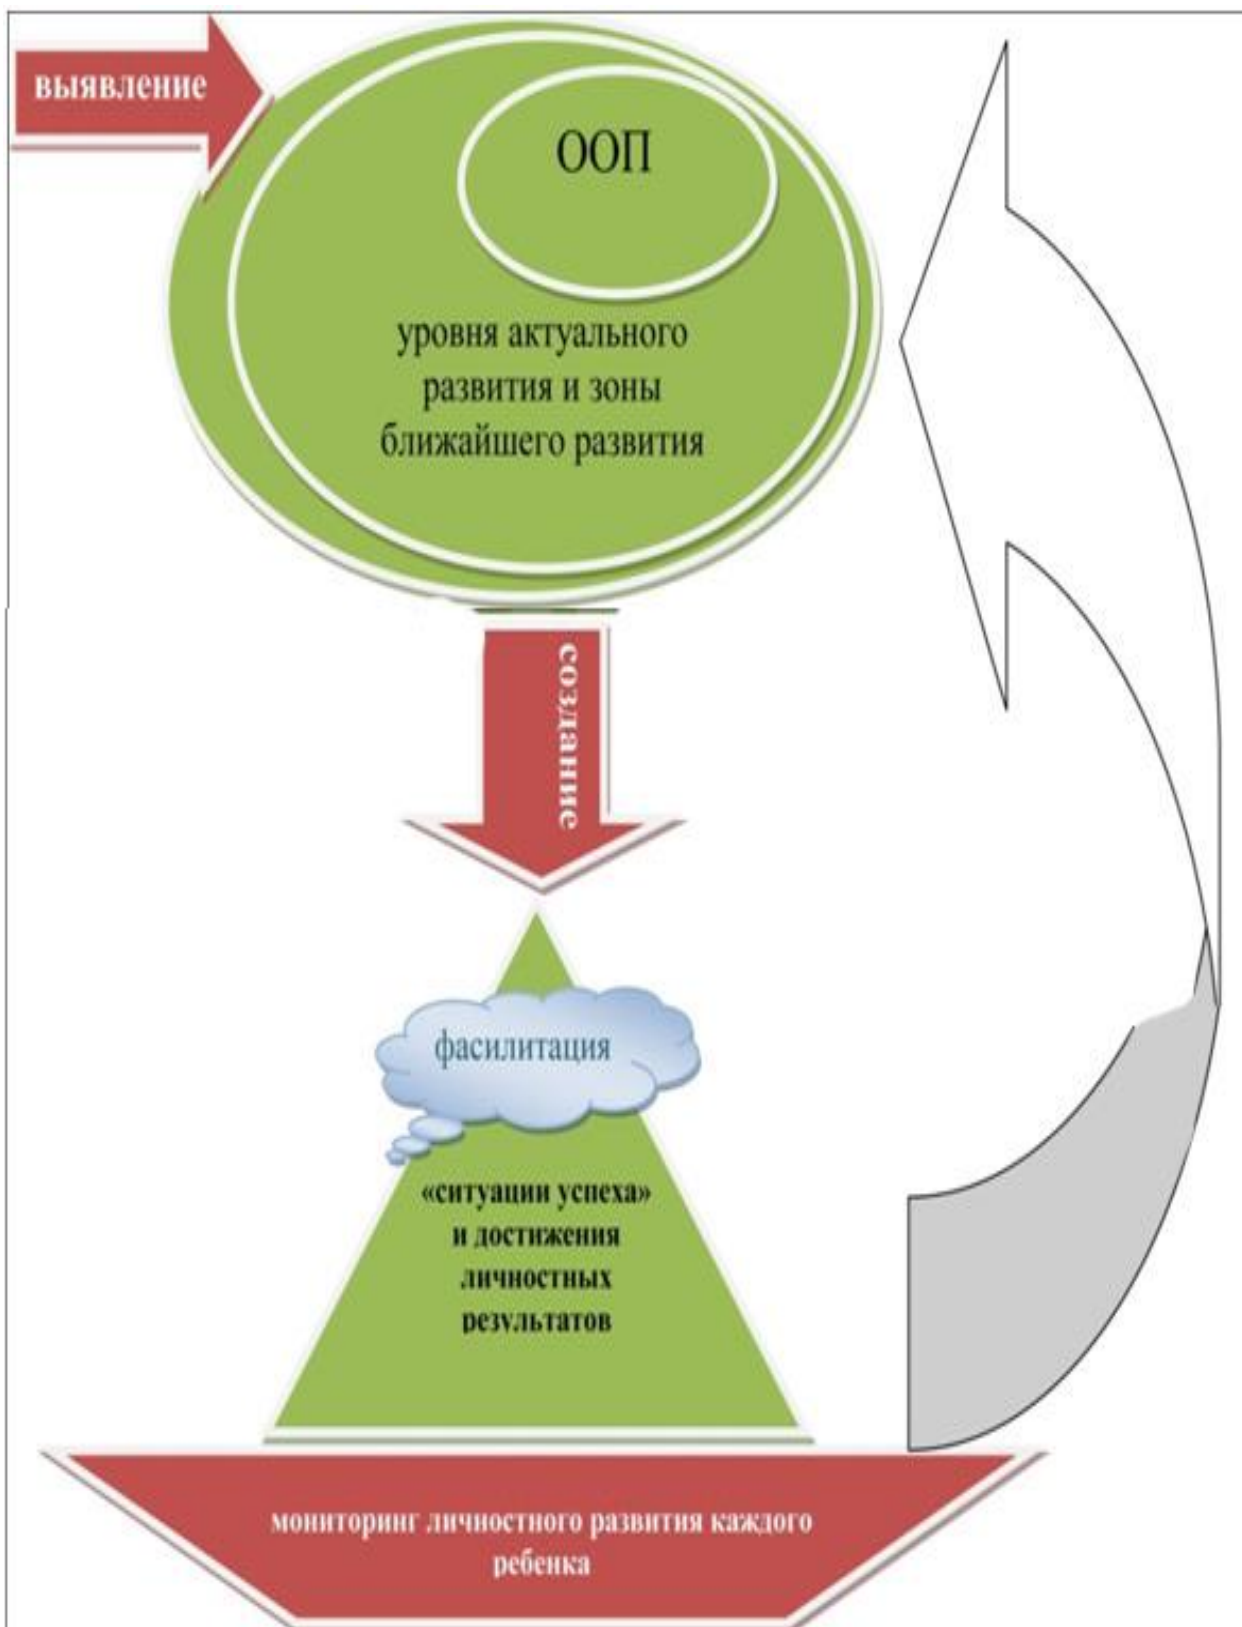 выявление
ООП
уровня актуального
развития и зоны
ближайшего развития
создание
фасилитация
«ситуации успеха»
и достижения
личностных
результатов
мониторинг личностного развития каждого
ребенка